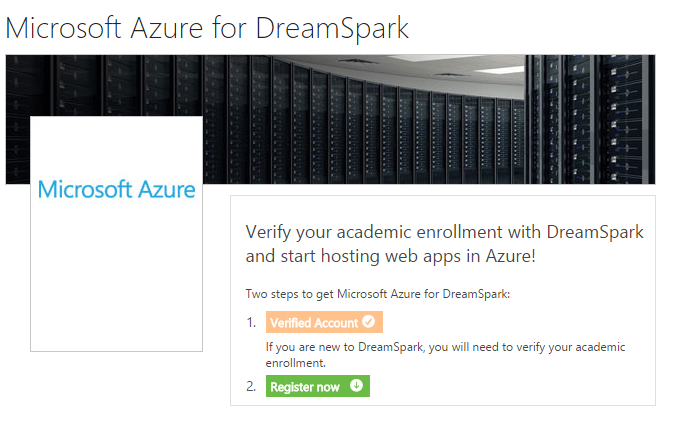 Microsoft Azure for DreamSpark
Microsoft Azure
Verify your academic enrollment with DreamSpark
and start hosting web apps in Azure!
Two steps to get Microsoft Azure for DreamSpark:
1. Verified Account
If you are new to DreamSpark, you will need to verify your academic
enrollment.
2. Register now